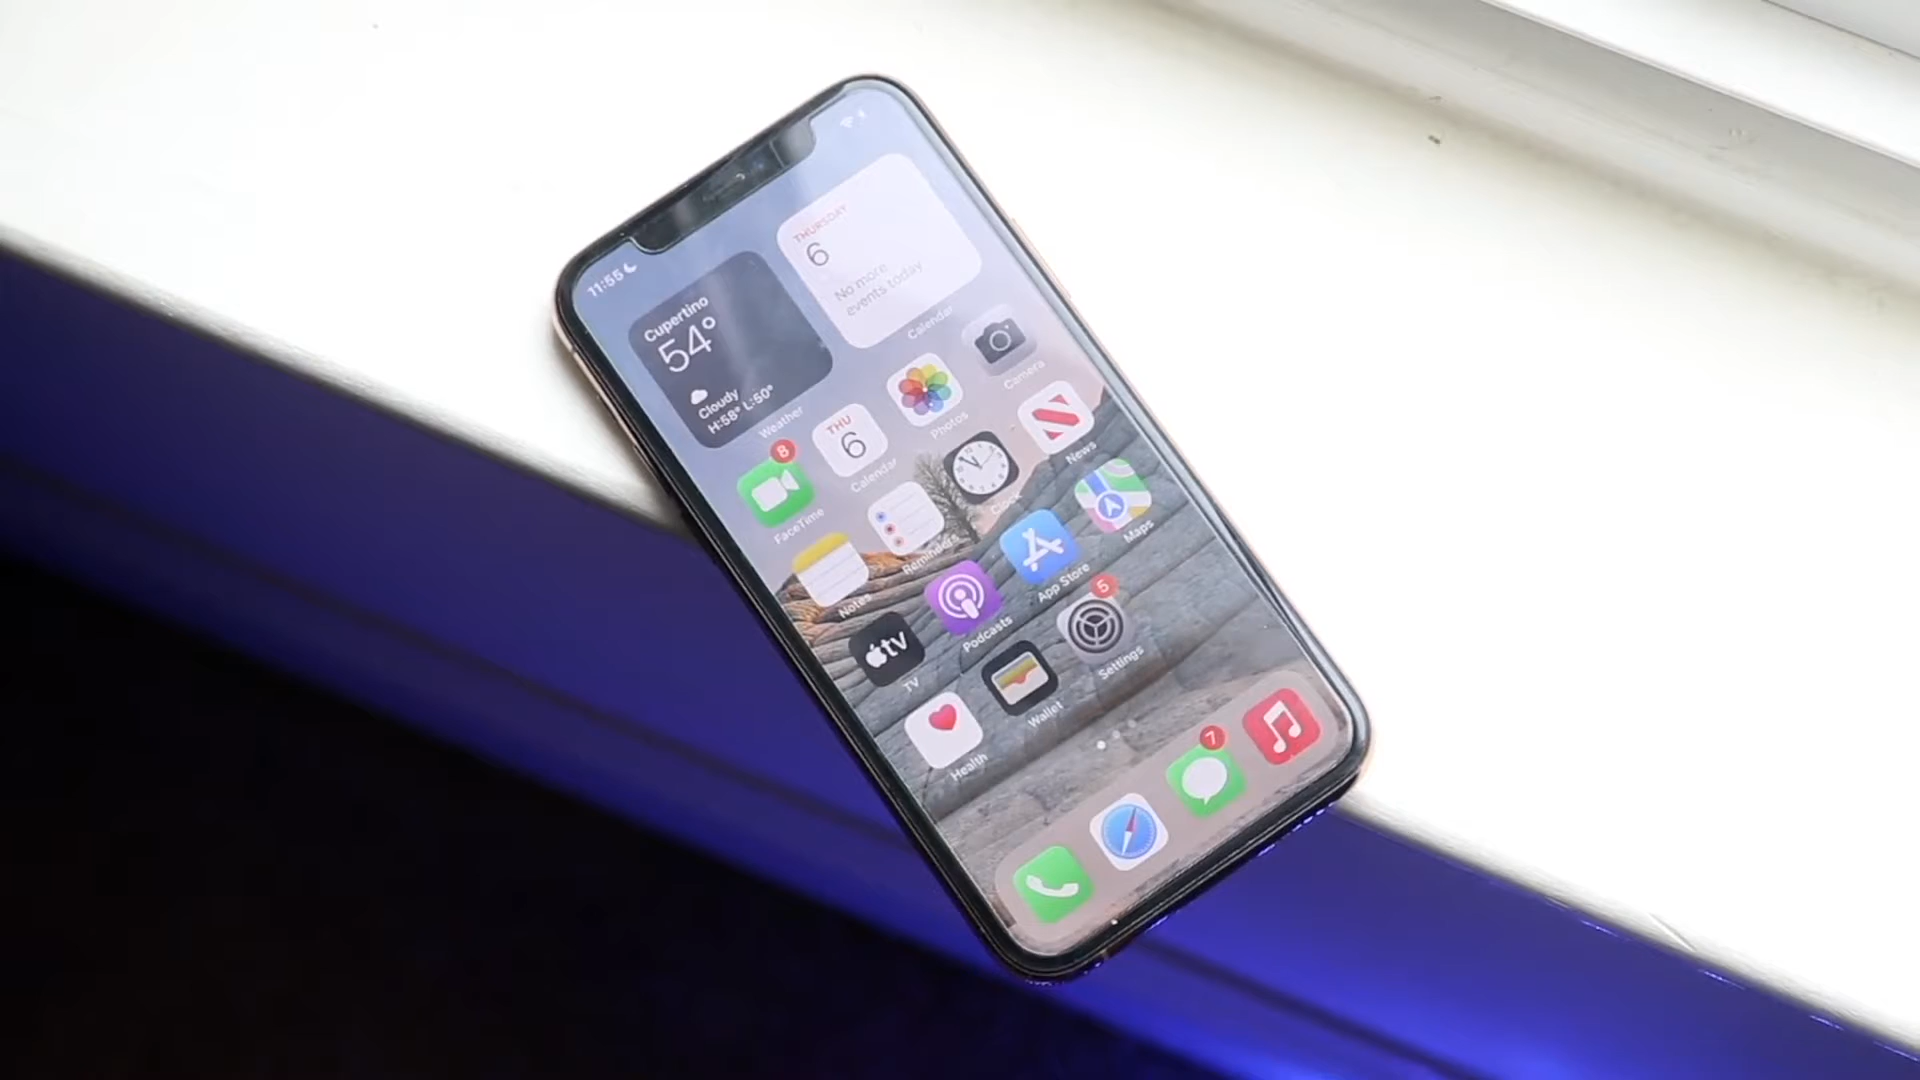 11:55
Cupertino
54°
Cloudy
H:58° L:50°
Weather
THURSDAY
6
No more
events today
Calendar
8
FaceTime
THU
6
Calendar
Photos
Camera
Notes
Reminders
Clock
News
tv
TV
Podcasts
App Store
Maps
Health
Wallet
5
Settings
7